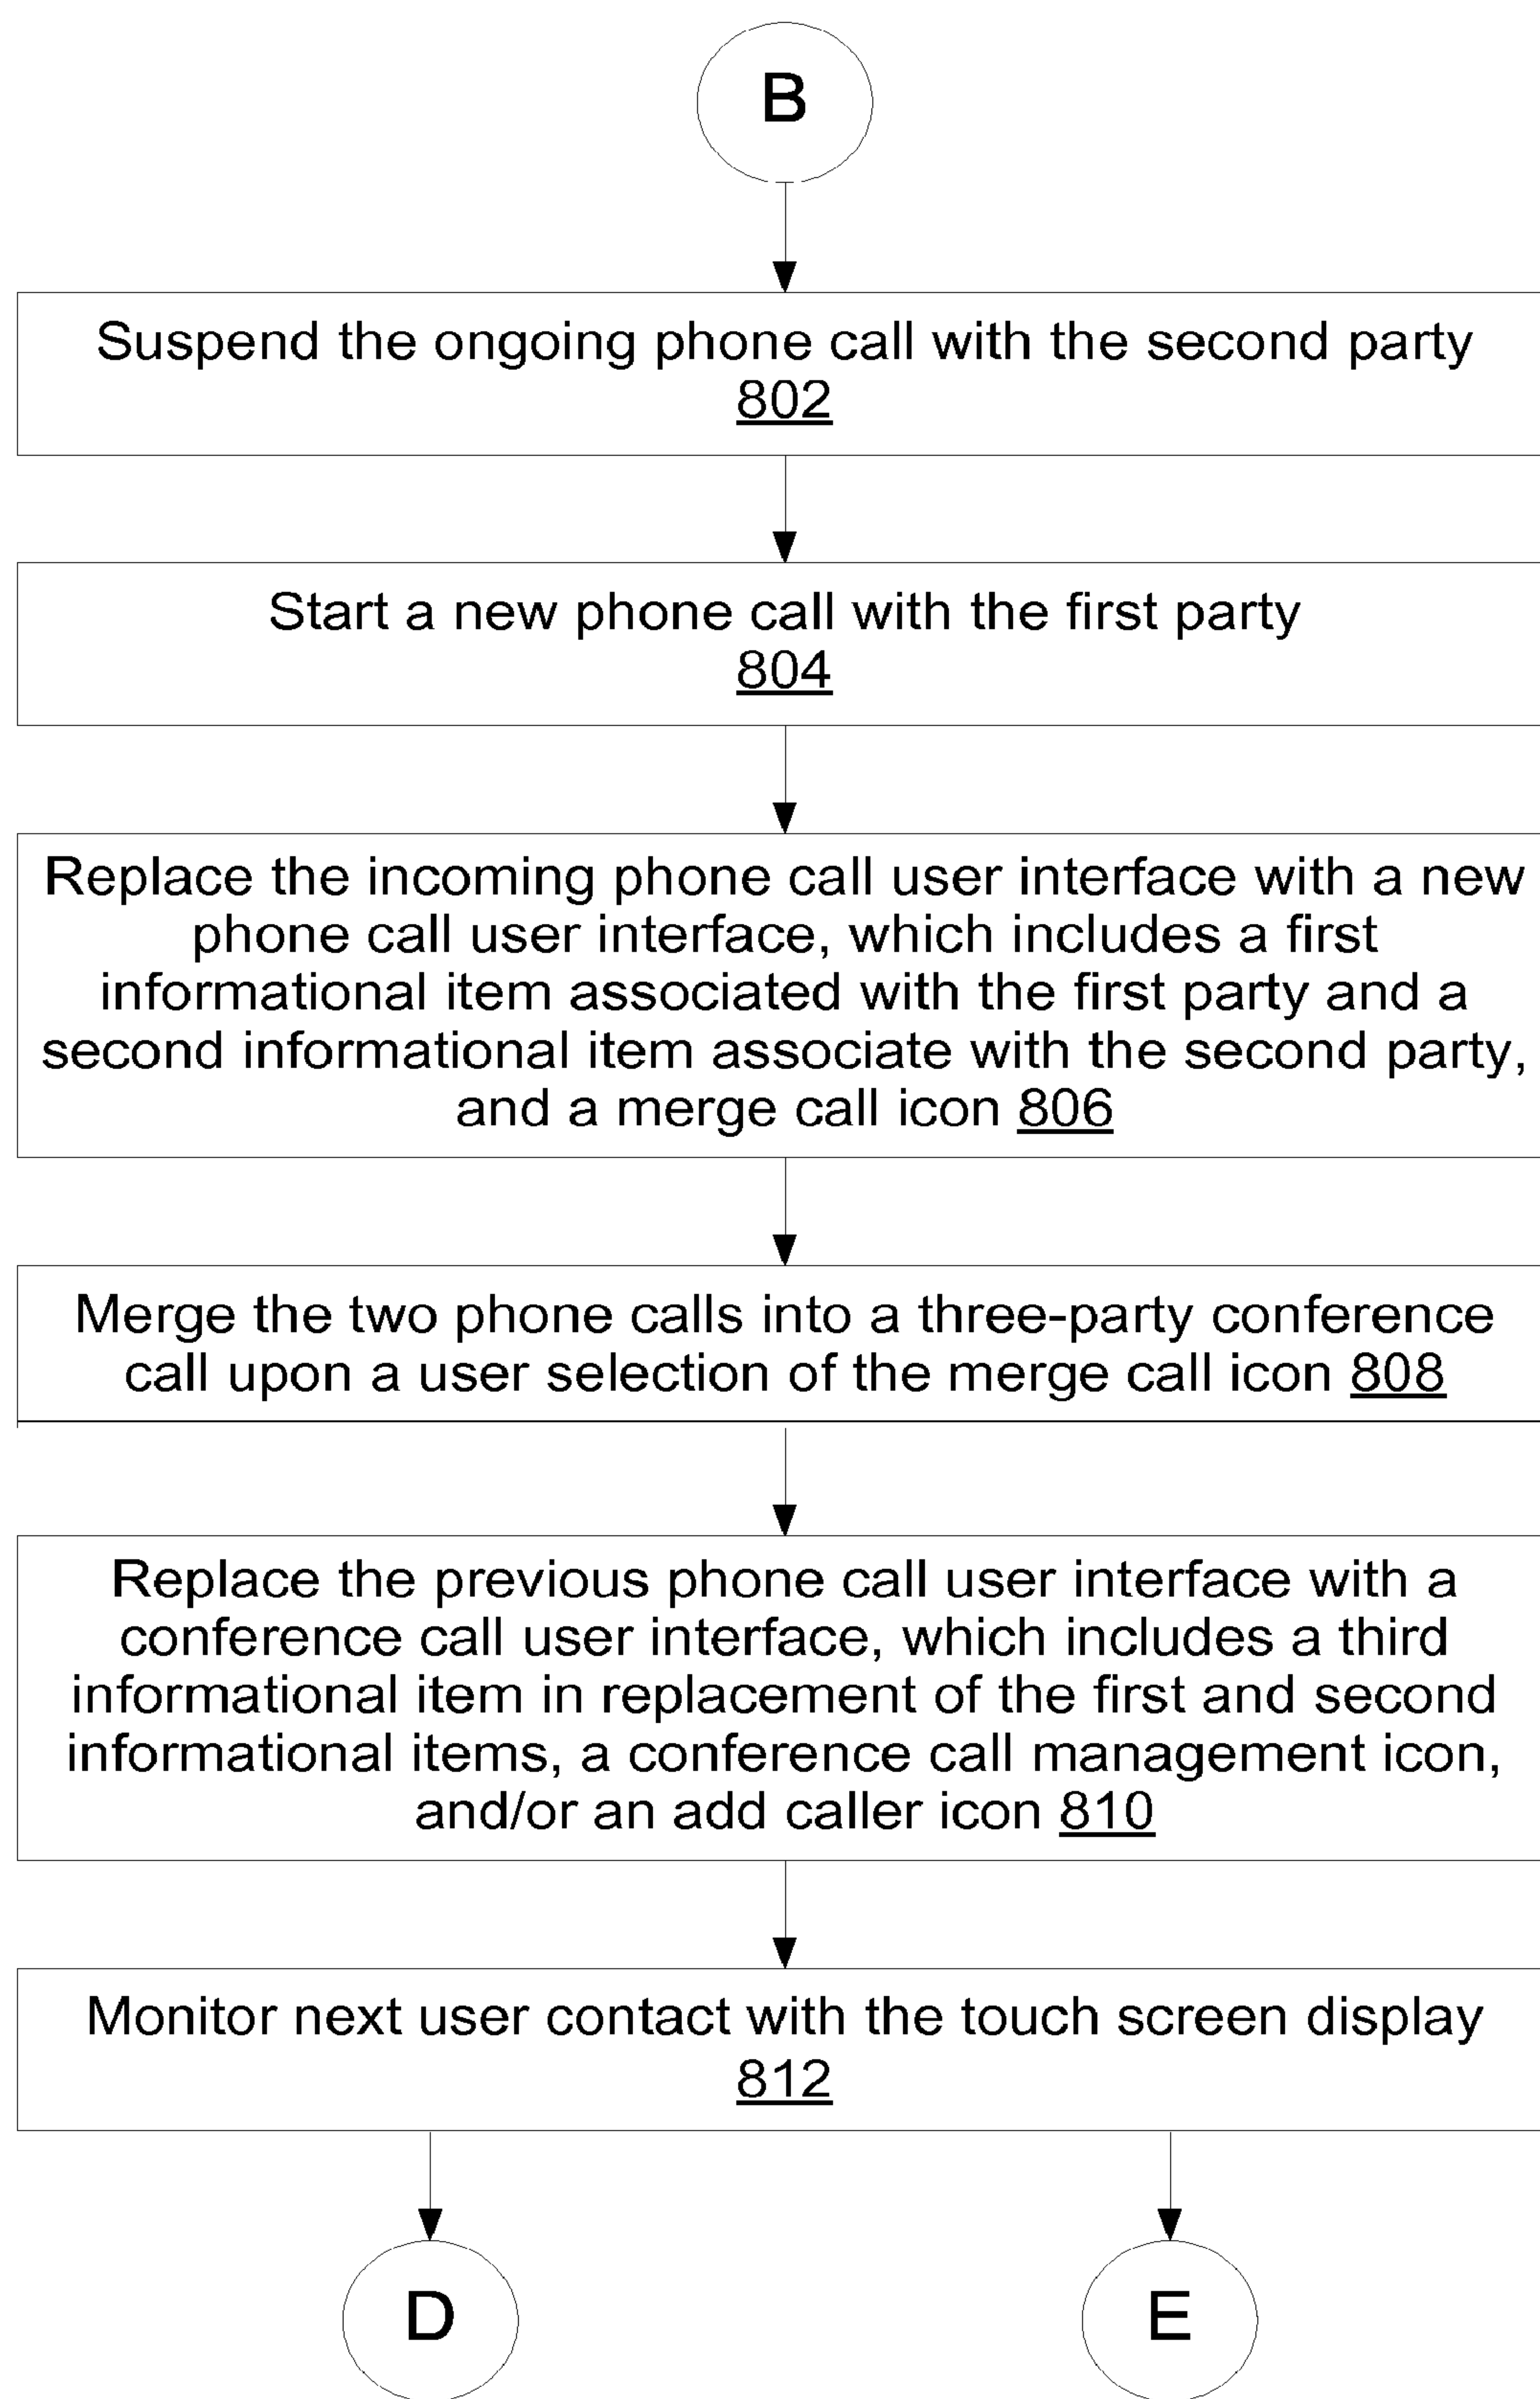 B
Suspend the ongoing phone call with the second party
802
Start a new phone call with the first party
804
Replace the incoming phone call user interface with a new
phone call user interface, which includes a first
informational item associated with the first party and a
second informational item associate with the second party,
and a merge call icon 806
Merge the two phone calls into a three-party conference
call upon a user selection of the merge call icon 808
Replace the previous phone call user interface with a
conference call user interface, which includes a third
informational item in replacement of the first and second
informational items, a conference call management icon,
and/or an add caller icon 810
Monitor next user contact with the touch screen display
812
D
E